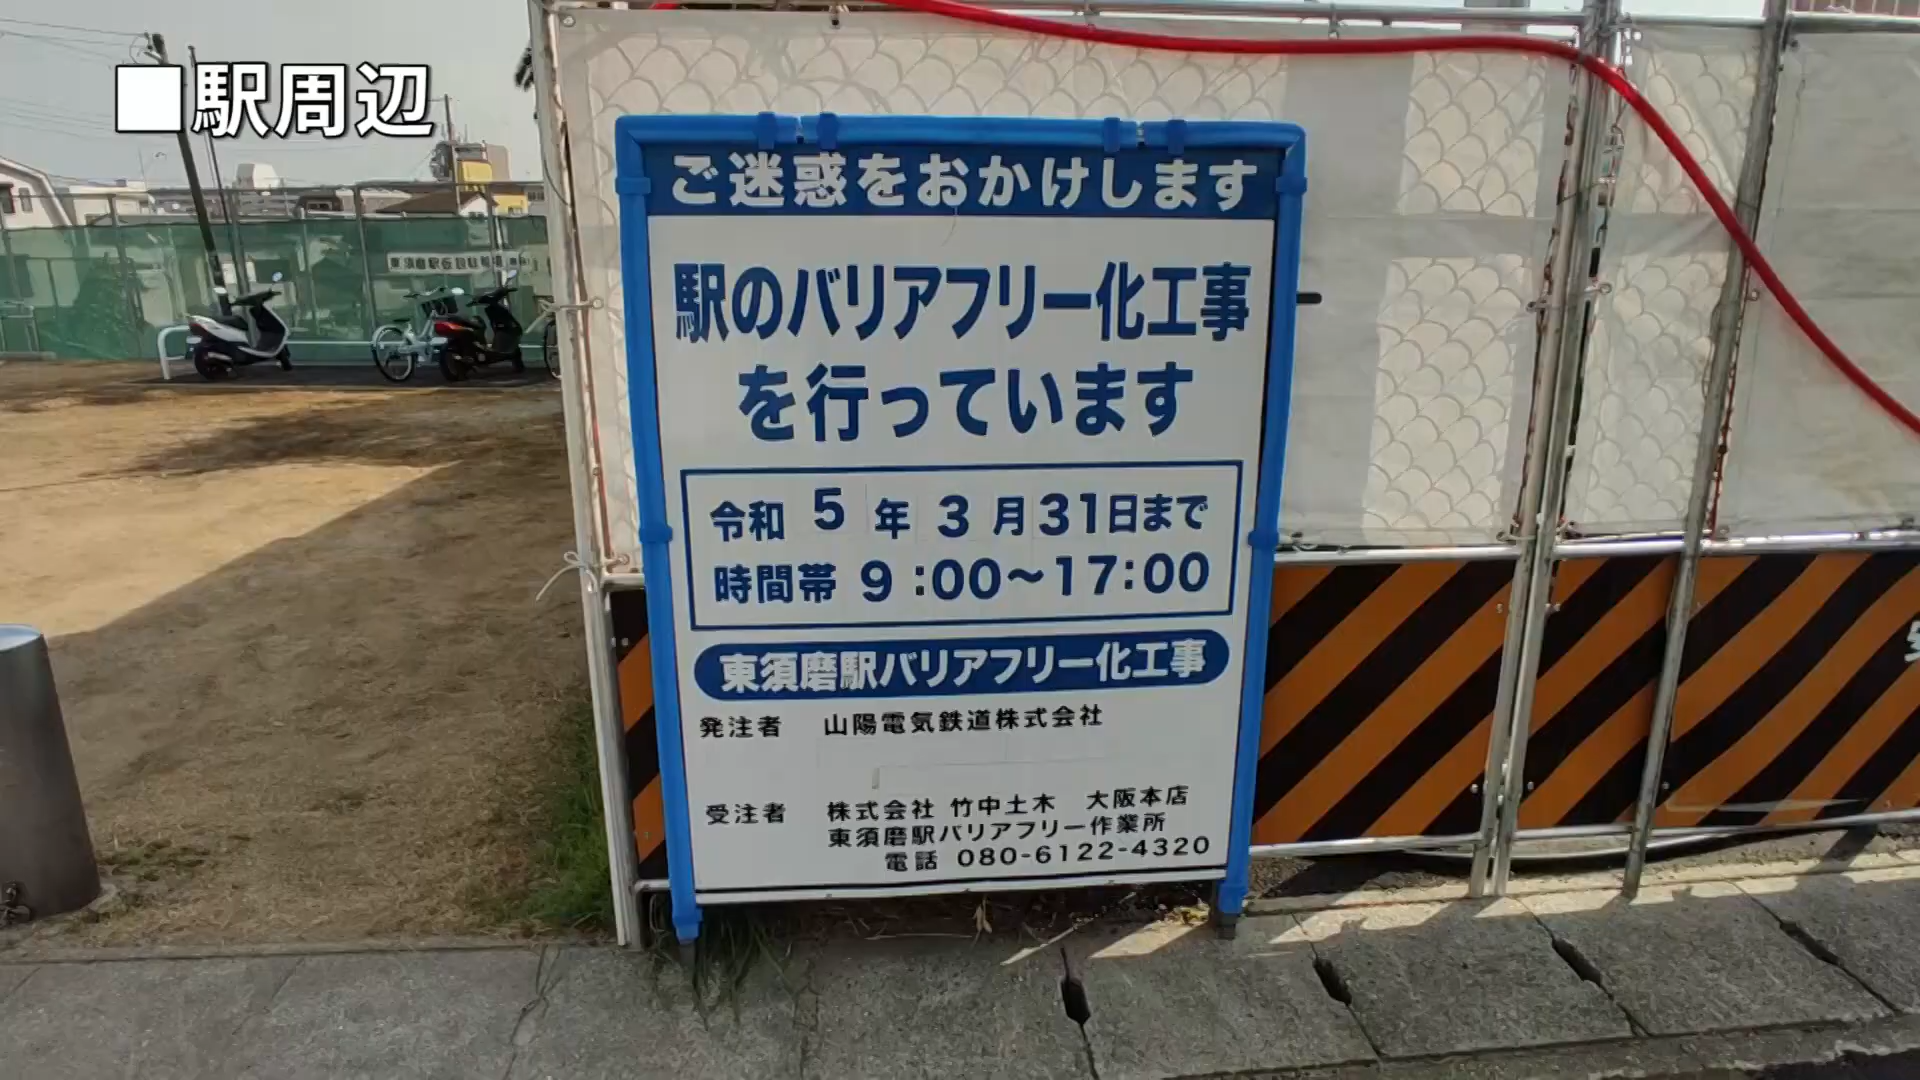 ■駅周辺
ご迷惑をおかけします
駅のバリアフリー化工事
を行っています
令和 5 年 3 月 31日まで
時間帯 9:00〜17:00
東須磨駅バリアフリー化工事
発注者 山陽電気鉄道株式会社
受注者 株式会社 竹中土木 大阪本店
東須磨駅バリアフリー作業所
電話 080-6122-4320